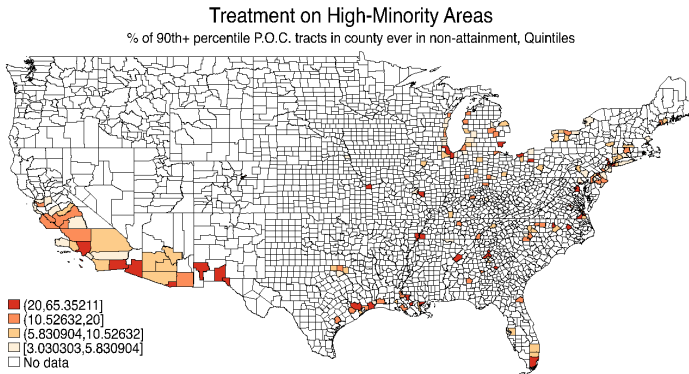 Treatment on High-Minority Areas
% of 90th+ percentile P.O.C. tracts in county ever in non-attainment, Quintiles
(20,65.35211]
(10.52632,20]
(5.830904,10.52632]
[3.030303,5.830904]
No data